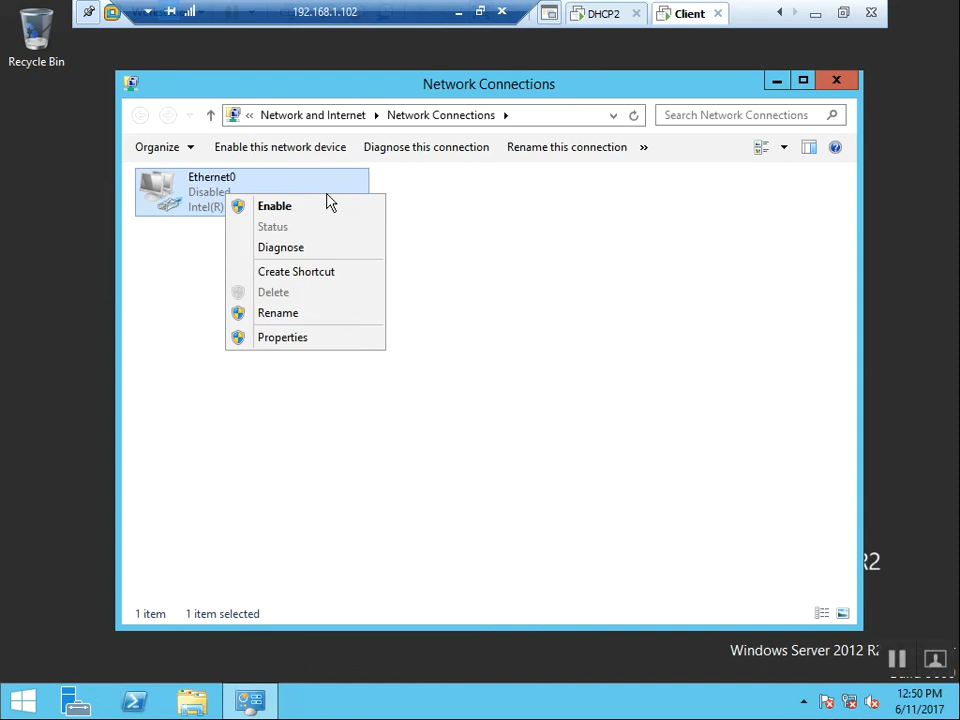 192.168.1.102
DHCP2
Client
Recycle Bin
Network Connections
« Network and Internet
Network Connections
Search Network Connections
Organize
Enable this network device
Diagnose this connection
Rename this connection
»
Ethernet0
Disabled
Intel(R)
Enable
Status
Diagnose
Create Shortcut
Delete
Rename
Properties
R2
1 item
1 item selected
Windows Server 2012 R2
12:50 PM
6/11/2017